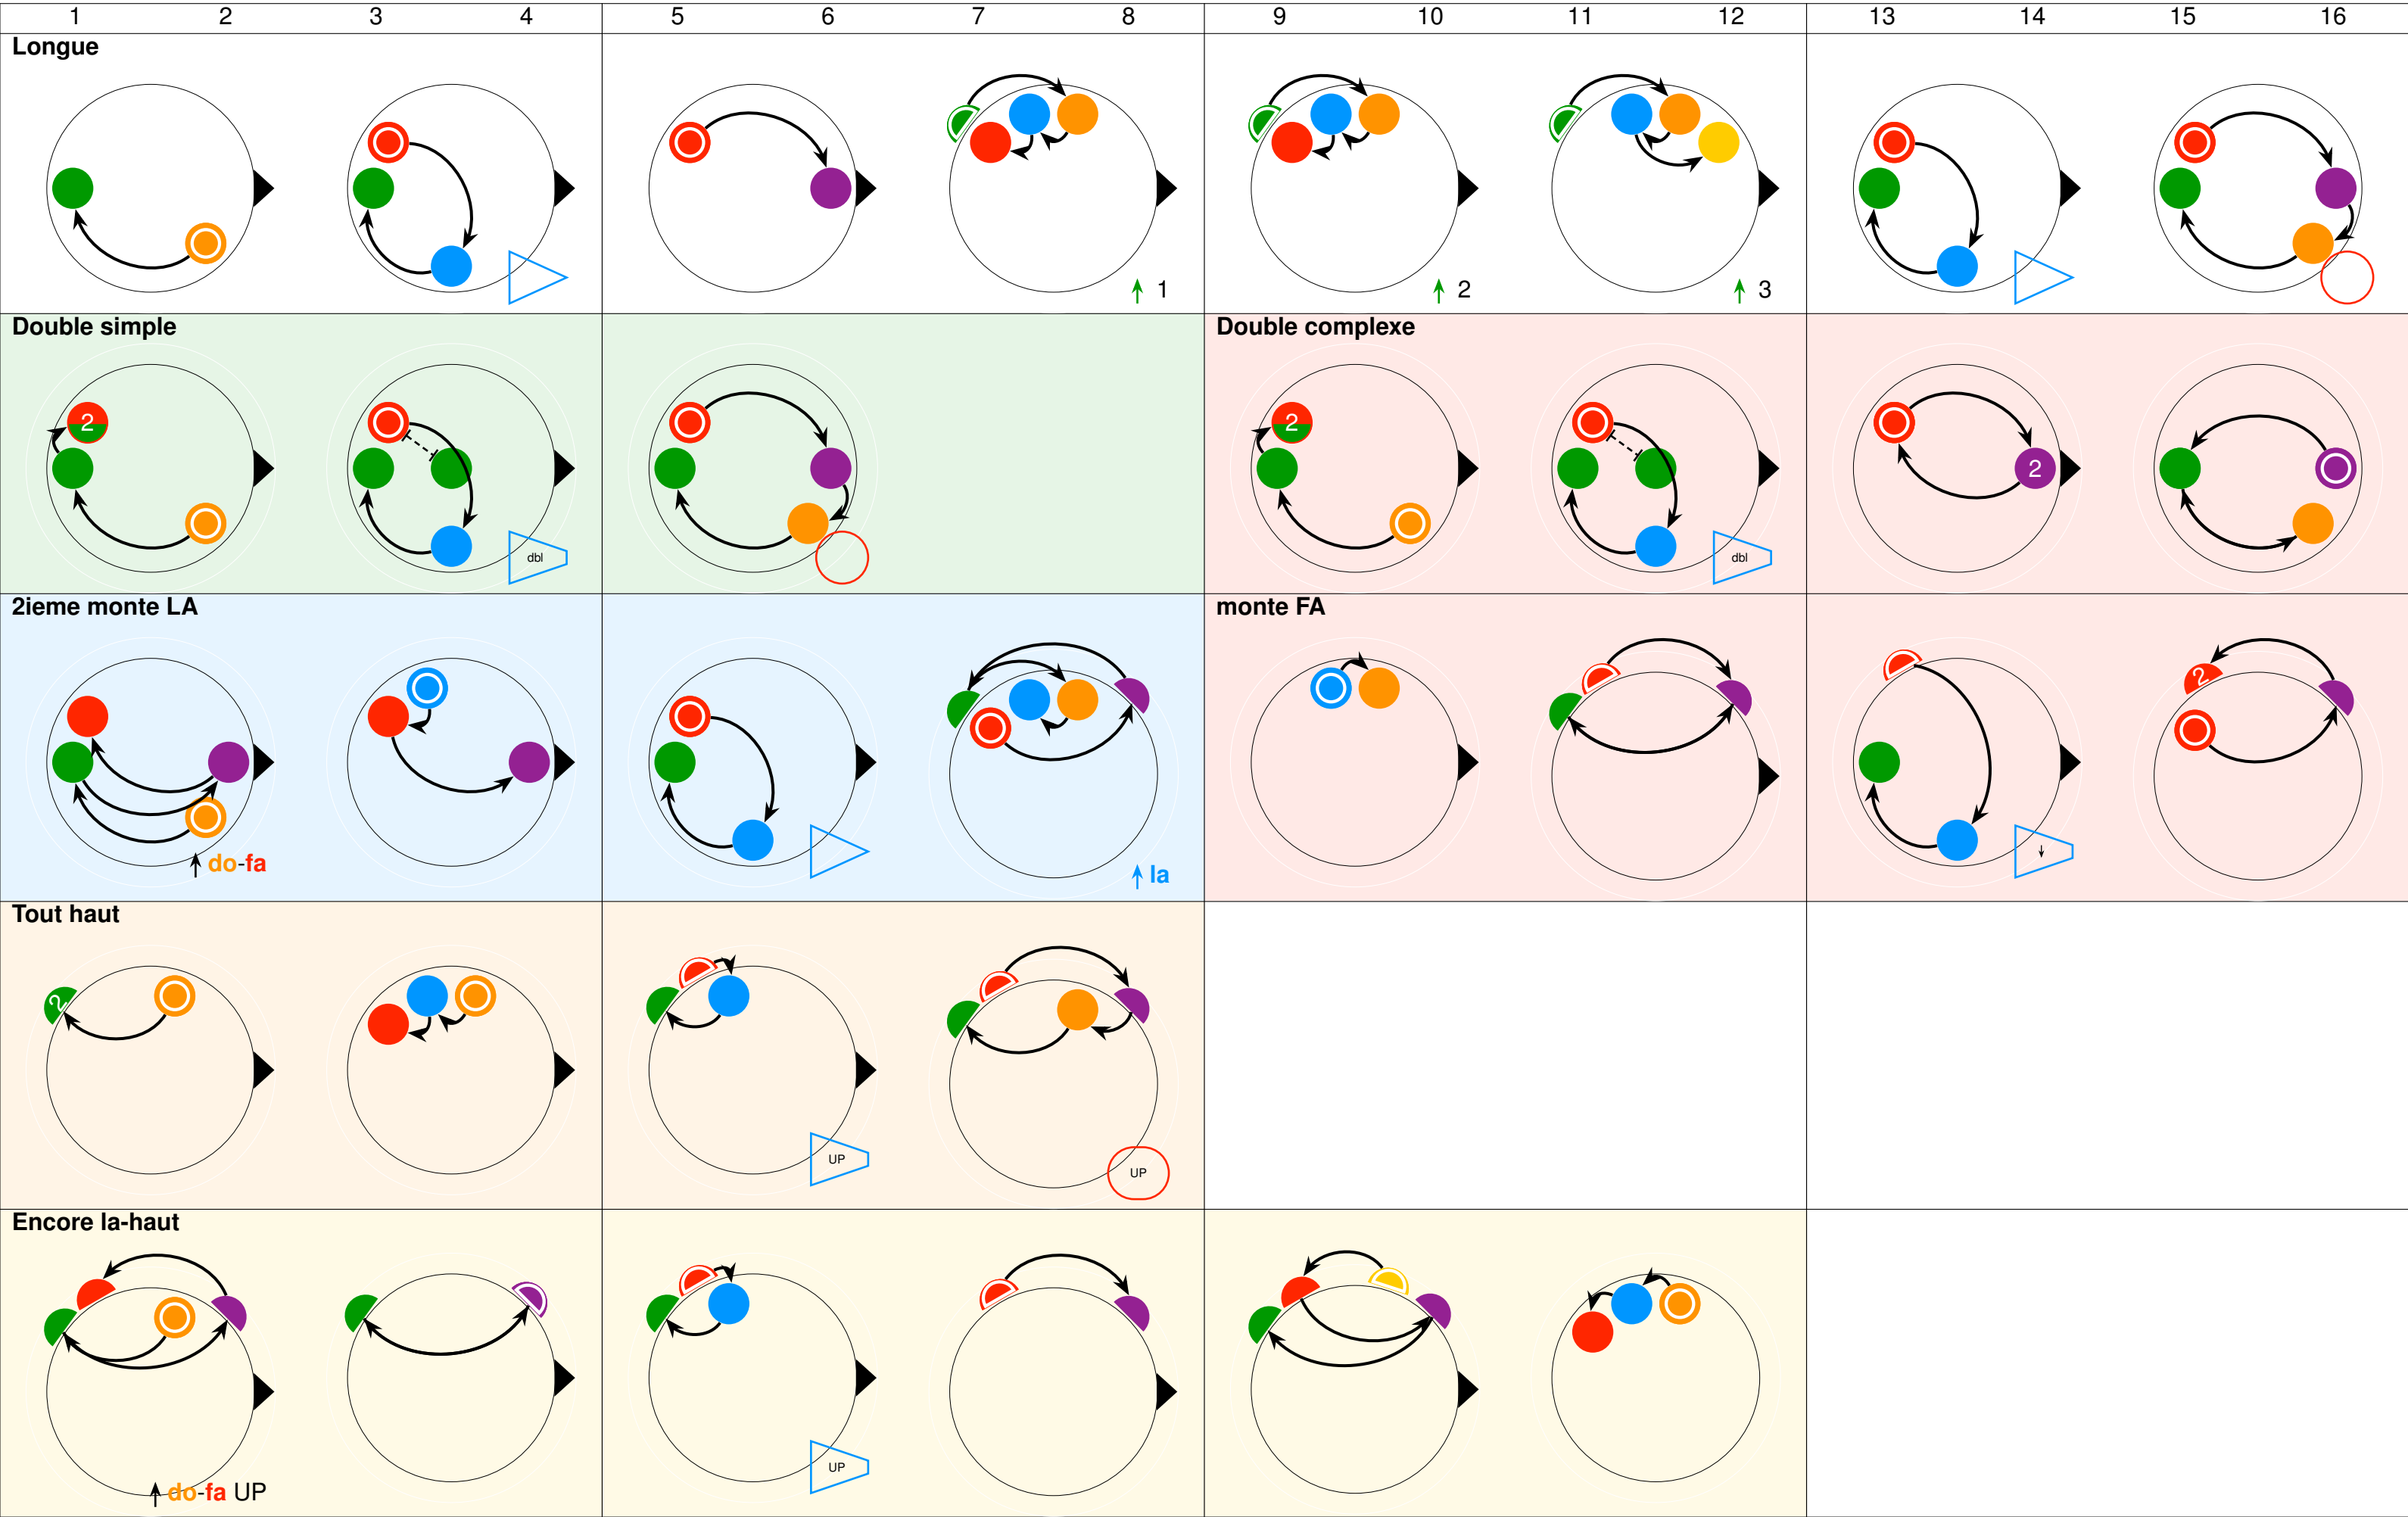 1 2 3 4 5 6 7 8 9 10 11 12 13 14 15 16
Longue
↑ 1 ↑ 2 ↑ 3
Double simple Double complexe
2 2
2
dbl dbl
2ieme monte LA monte FA
2
↓
↑ do-fa ↑ la
Tout haut
2
UP UP
Encore la-haut
UP
↑ do-fa UP